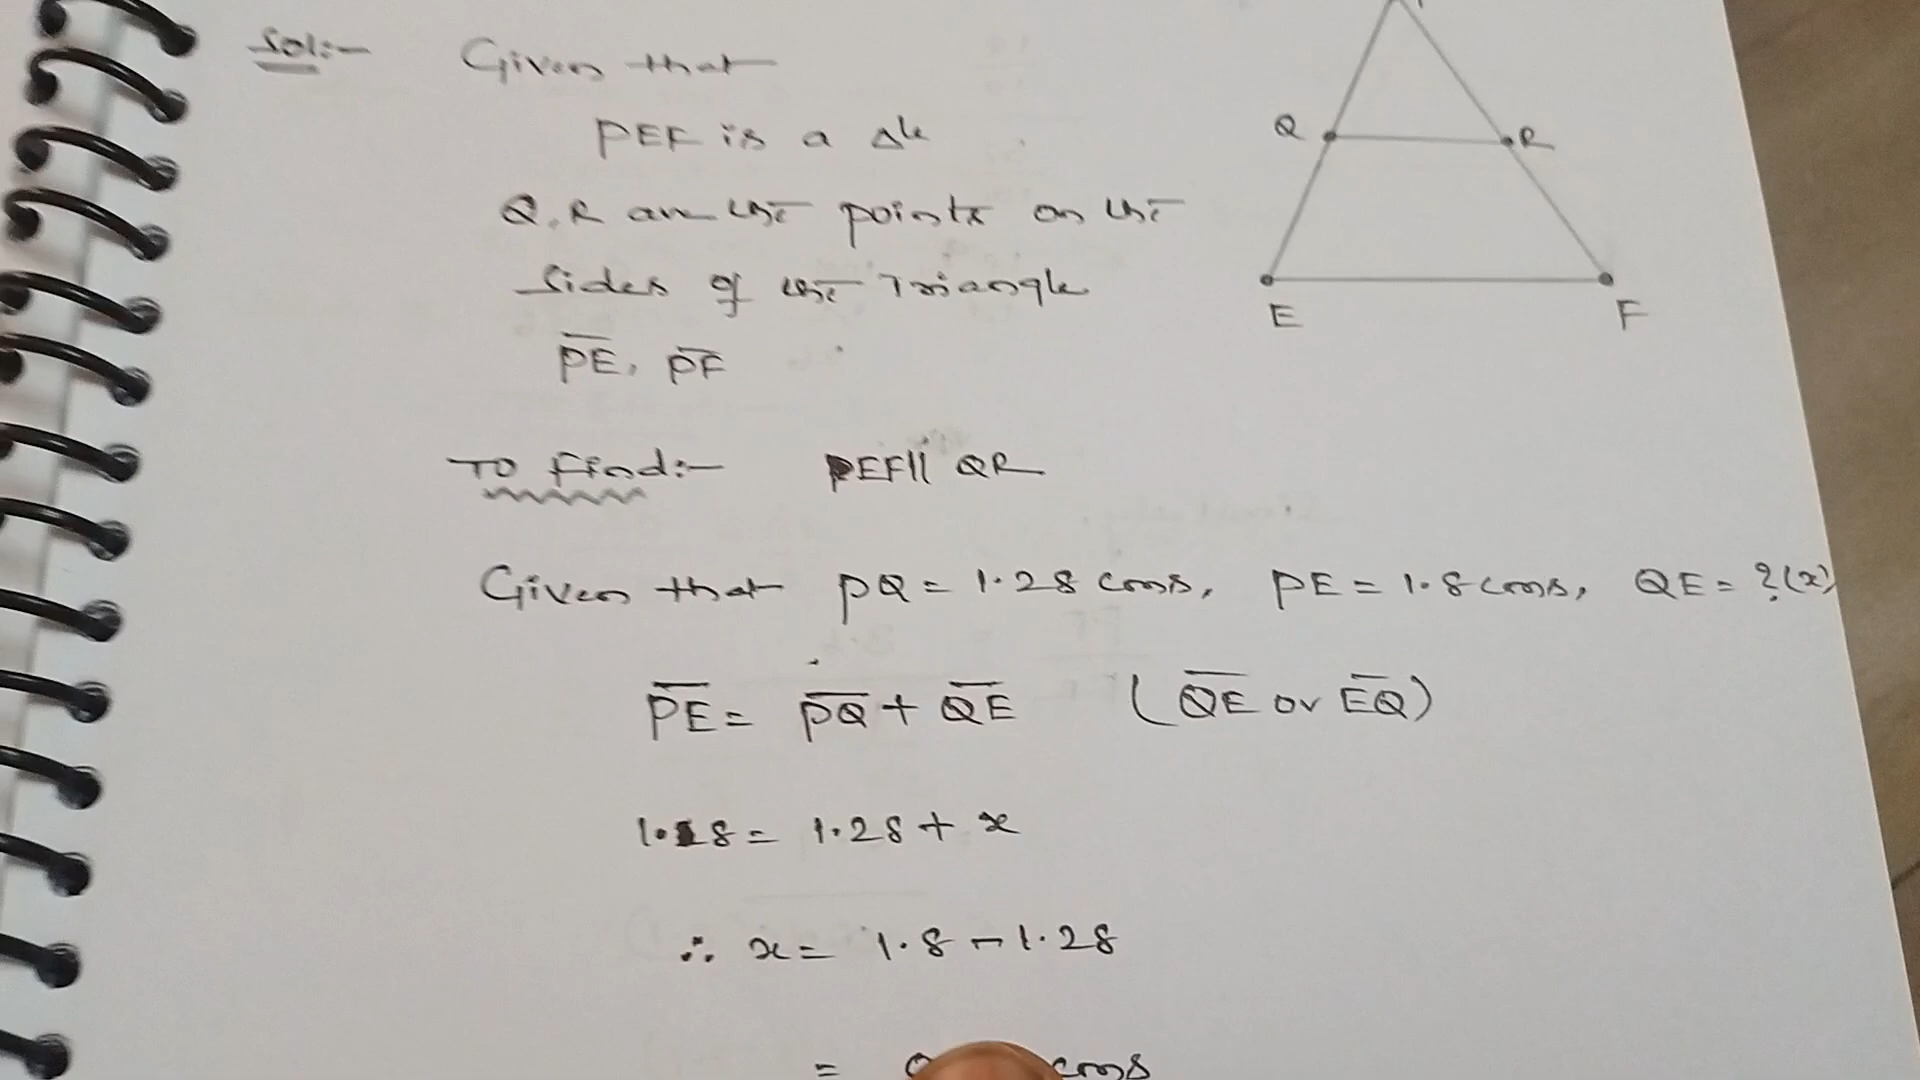 Sol:-
Given that
PEF is a Δle
Q, R are the points on the
sides of the Triangle
PE, PF
Q
R
E
F
To find:- EF|| QR
Given that PQ = 1.28 cms, PE = 1.8 cms, QE = ?(x)
PE = PQ + QE (QE or EQ)
1.8 = 1.28 + x
∴ x = 1.8 - 1.28
= cms